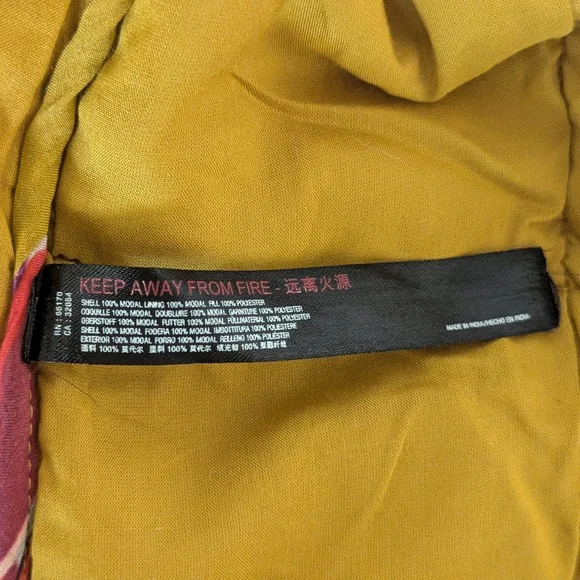 KEEP AWAY FROM FIRE - 远离火源
SHELL 100% MODAL LINING 100% MODAL FILL 100% POLYESTER
COQUILLE 100% MODAL DOUBLURE 100% MODAL GARNITURE 100% POLYESTER
OBERSTOFF 100% MODAL FUTTER 100% MODAL FÜLLMATERIAL 100% POLYESTER
SHELL 100% MODAL FODERA 100% MODAL IMBOTTITURA 100% POLIESTERE
EXTERIOR 100% MODAL FORRO 100% MODAL RELLENO 100% POLIÉSTER
面料 100% 莫代尔 里料 100% 莫代尔 填充物 100% 聚酯纤维
RN : 66170
CA : 32054
MADE IN INDIA/HECHO EN INDIA